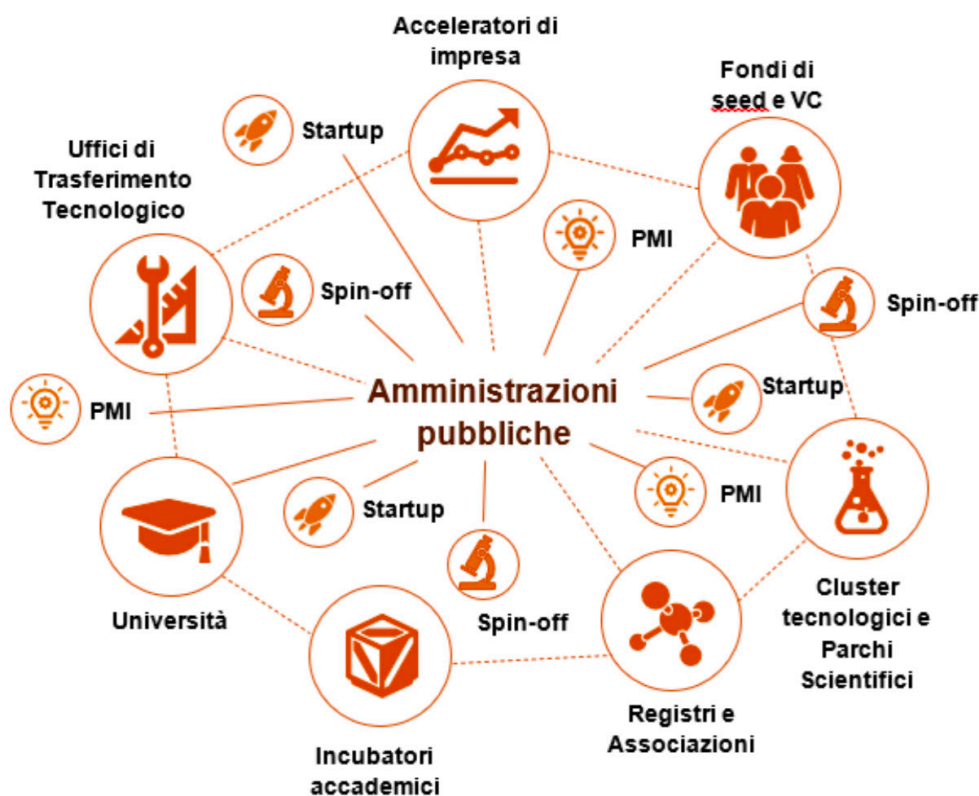 Acceleratori di
impresa
Fondi di
seed e VC
Startup
Uffici di
Trasferimento
Tecnologico
PMI
Spin-off
Spin-off
Amministrazioni
pubbliche
Startup
PMI
PMI
Startup
Università
Spin-off
Cluster
tecnologici e
Parchi
Scientifici
Registri e
Associazioni
Incubatori
accademici